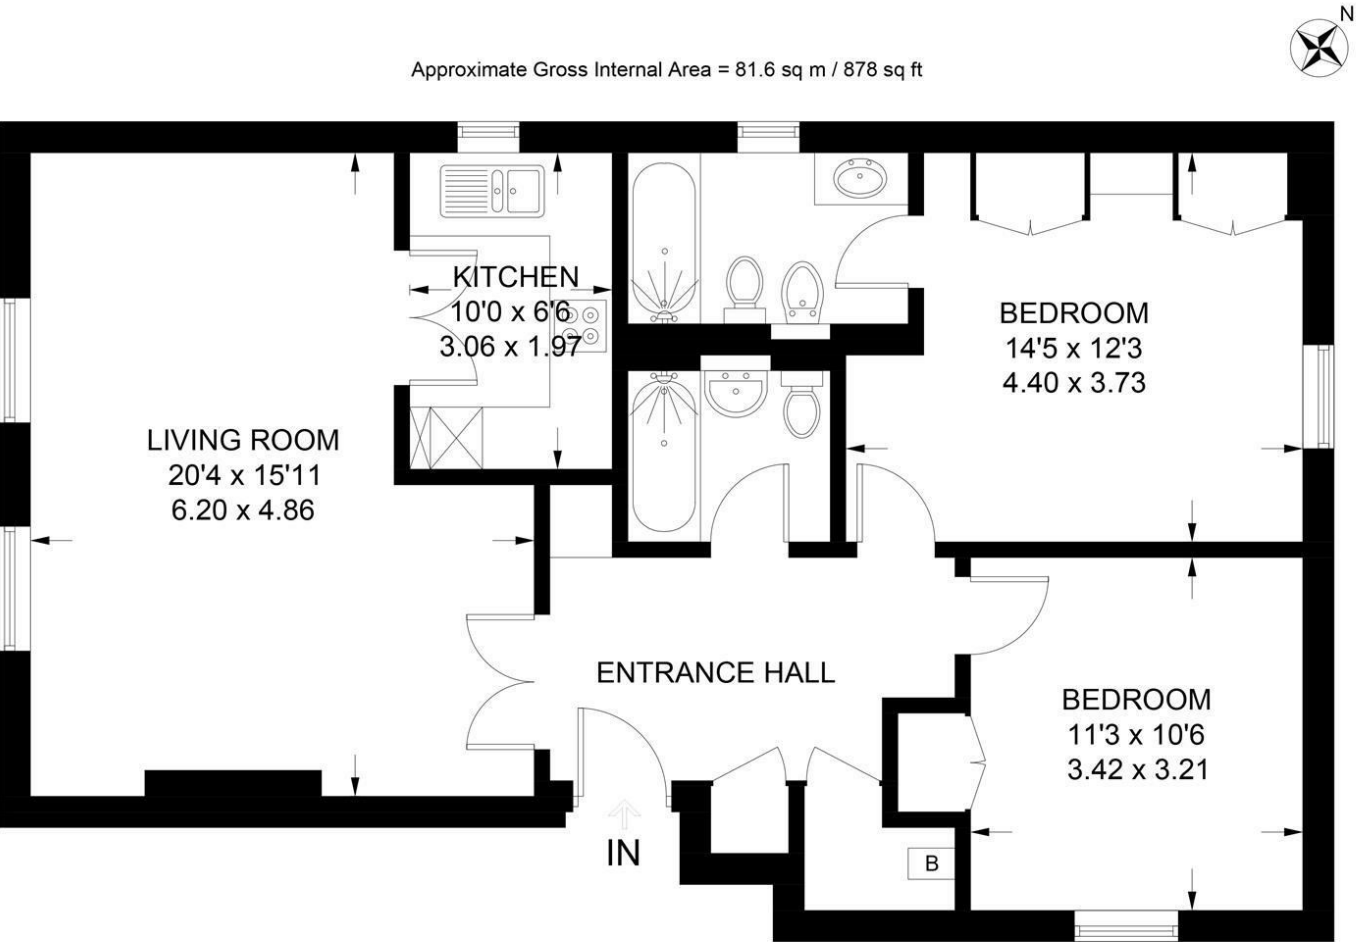 N
Approximate Gross Internal Area = 81.6 sq m / 878 sq ft
KITCHEN
10'0 x 6'6
3.06 x 1.97
BEDROOM
14'5 x 12'3
4.40 x 3.73
LIVING ROOM
20'4 x 15'11
6.20 x 4.86
ENTRANCE HALL
BEDROOM
11'3 x 10'6
3.42 x 3.21
IN
B